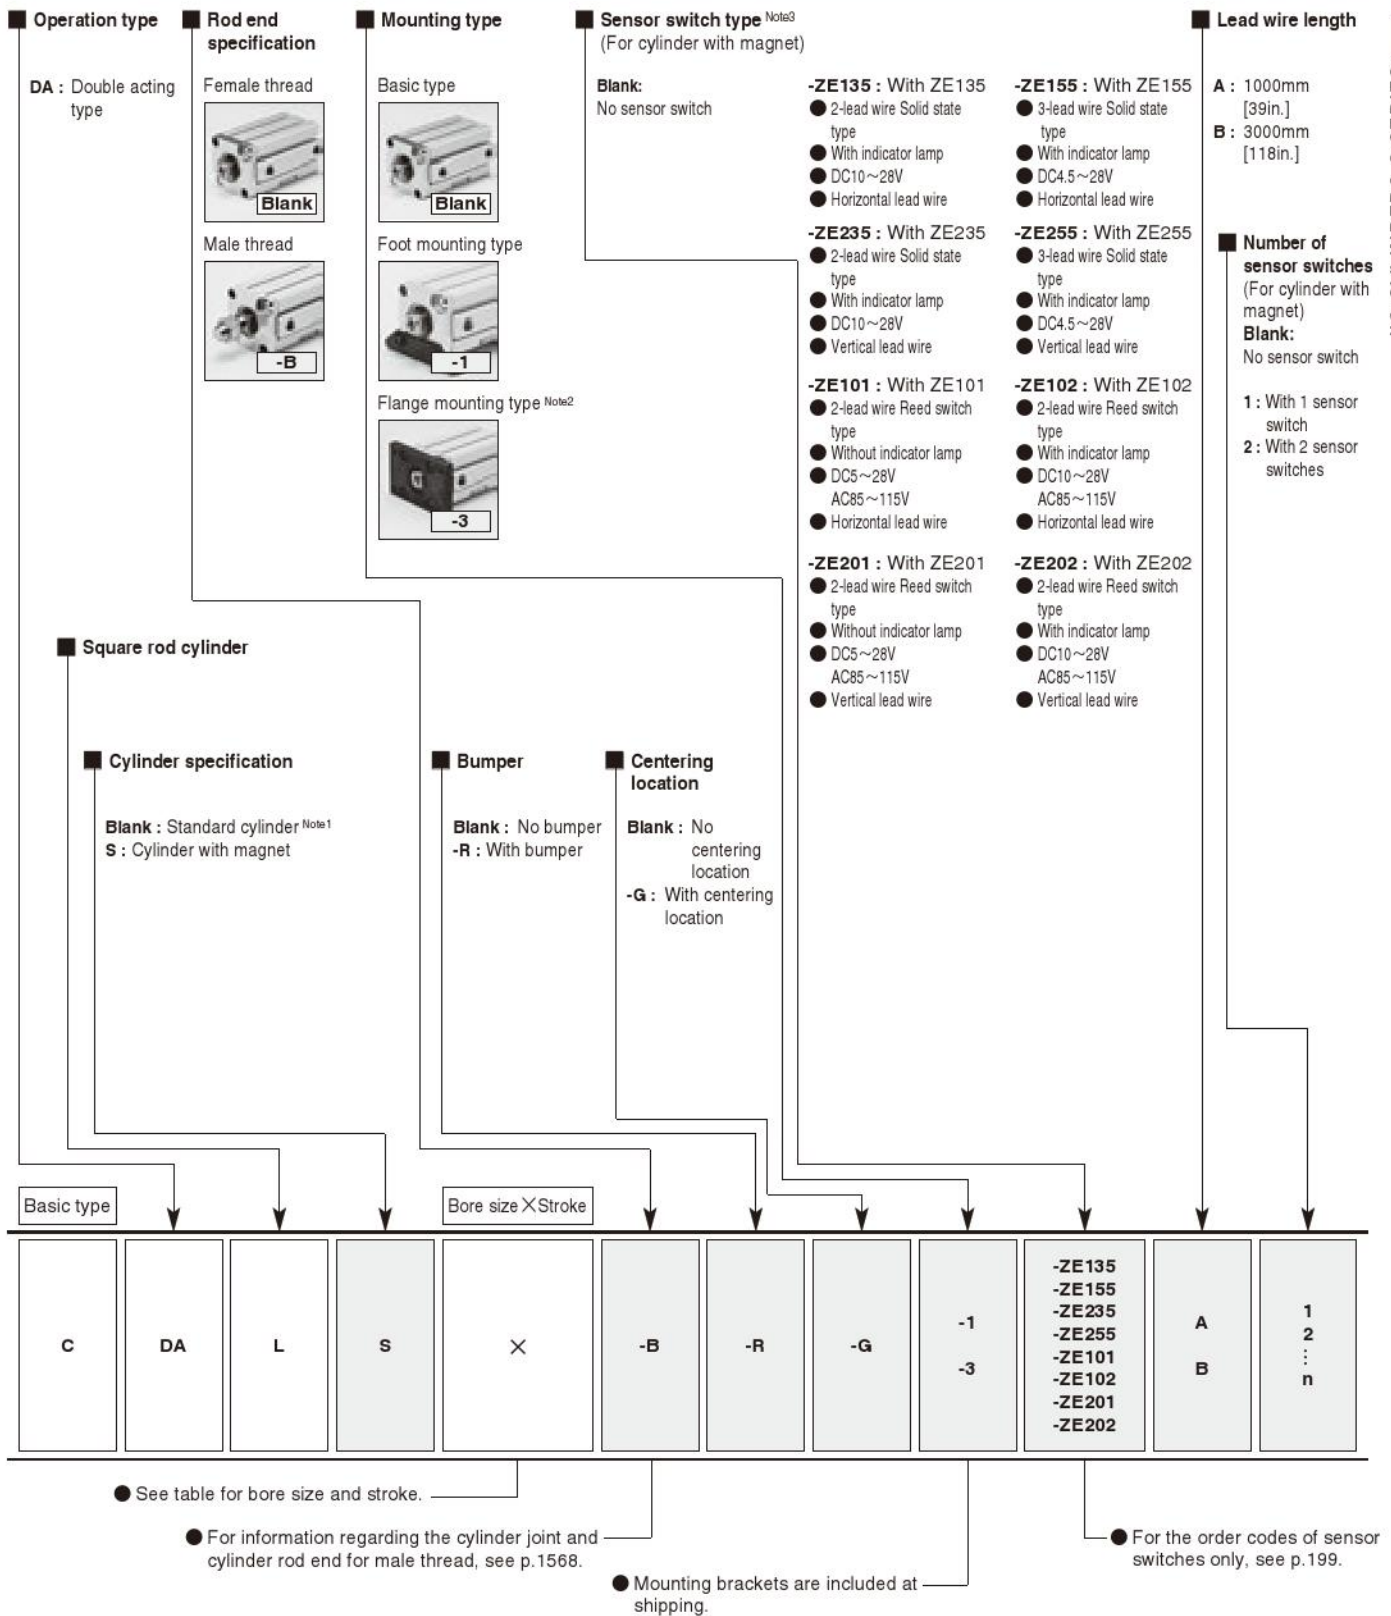 ■ Operation type
DA : Double acting
type
■ Rod end
specification
Female thread
Blank
Male thread
-B
■ Mounting type
Basic type
Blank
Foot mounting type
-1
Flange mounting type Note2
-3
■ Sensor switch type Note3
(For cylinder with magnet)
Blank:
No sensor switch
-ZE135 : With ZE135
● 2-lead wire Solid state
type
● With indicator lamp
● DC10～28V
● Horizontal lead wire
-ZE155 : With ZE155
● 3-lead wire Solid state
type
● With indicator lamp
● DC4.5～28V
● Horizontal lead wire
-ZE235 : With ZE235
● 2-lead wire Solid state
type
● With indicator lamp
● DC10～28V
● Vertical lead wire
-ZE255 : With ZE255
● 3-lead wire Solid state
type
● With indicator lamp
● DC4.5～28V
● Vertical lead wire
-ZE101 : With ZE101
● 2-lead wire Reed switch
type
● Without indicator lamp
● DC5～28V
AC85～115V
● Horizontal lead wire
-ZE102 : With ZE102
● 2-lead wire Reed switch
type
● With indicator lamp
● DC10～28V
AC85～115V
● Horizontal lead wire
-ZE201 : With ZE201
● 2-lead wire Reed switch
type
● Without indicator lamp
● DC5～28V
AC85～115V
● Vertical lead wire
-ZE202 : With ZE202
● 2-lead wire Reed switch
type
● With indicator lamp
● DC10～28V
AC85～115V
● Vertical lead wire
■ Lead wire length
A : 1000mm
[39in.]
B : 3000mm
[118in.]
■ Number of
sensor switches
(For cylinder with
magnet)
Blank:
No sensor switch
1 : With 1 sensor
switch
2 : With 2 sensor
switches
■ Square rod cylinder
■ Cylinder specification
Blank : Standard cylinder Note1
S : Cylinder with magnet
■ Bumper
Blank : No bumper
-R : With bumper
■ Centering
location
Blank : No
centering
location
-G : With centering
location
Basic type
Bore size×Stroke
C
DA
L
S
×
-B
-R
-G
-1
-3
-ZE135
-ZE155
-ZE235
-ZE255
-ZE101
-ZE102
-ZE201
-ZE202
A
B
1
2
⋮
n
● See table for bore size and stroke.
● For information regarding the cylinder joint and
cylinder rod end for male thread, see p.1568.
● Mounting brackets are included at
shipping.
● For the order codes of sensor
switches only, see p.199.